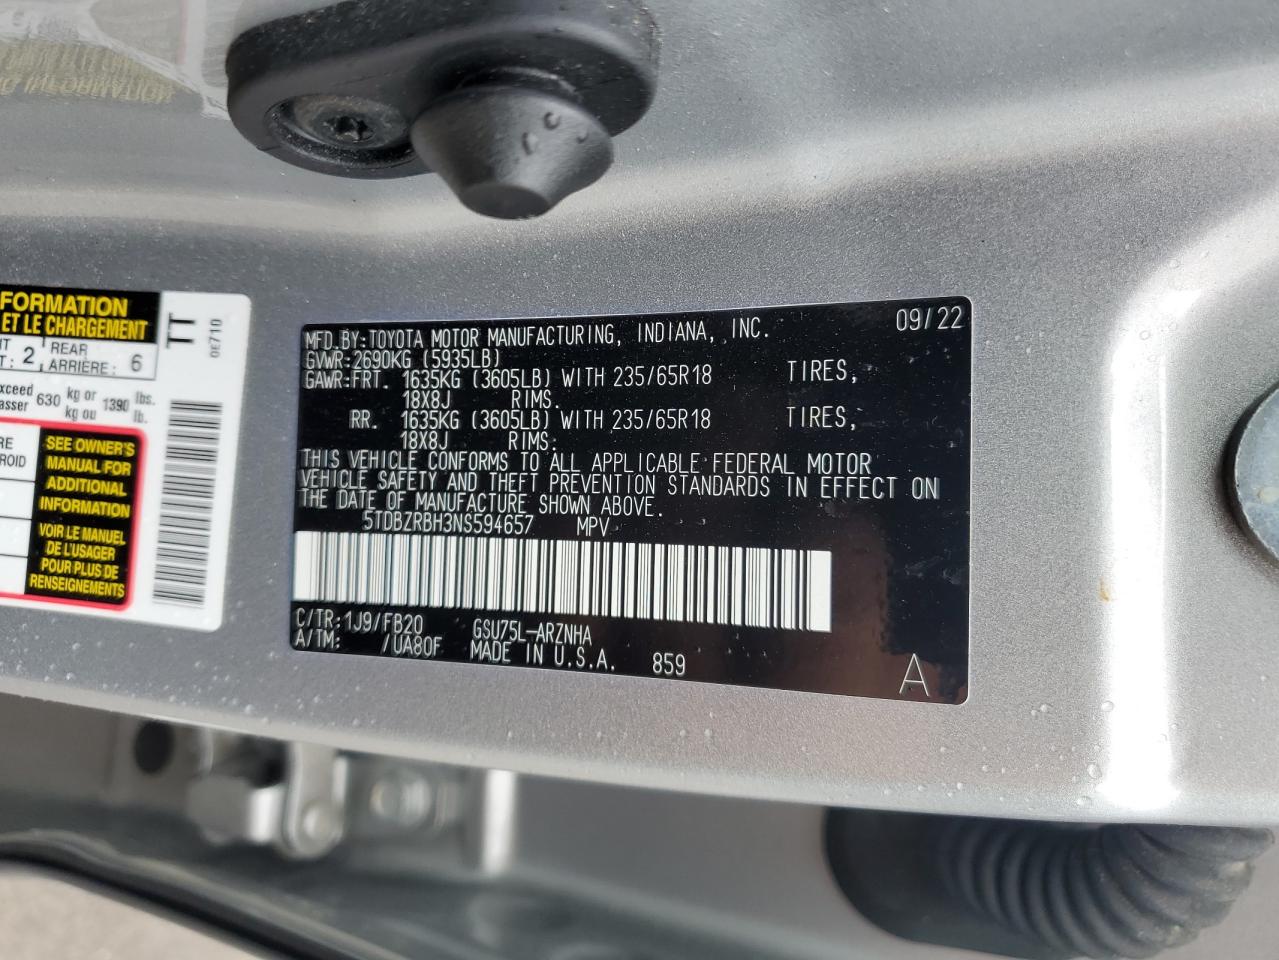 FORMATION
ET LE CHARGEMENT
2
REAR
ARRIÈRE: 6
630 kg or 1390 lbs.
kg ou lb.
SEE OWNER'S
MANUAL FOR
ADDITIONAL
INFORMATION
VOIR LE MANUEL
DE L'USAGER
POUR PLUS DE
RENSEIGNEMENTS
TT
0E710
MFD.BY:TOYOTA MOTOR MANUFACTURING, INDIANA, INC. 09/22
GVWR:2690KG (5935LB)
GAWR:FRT. 1635KG (3605LB) WITH 235/65R18 TIRES,
18X8J RIMS.
RR. 1635KG (3605LB) WITH 235/65R18 TIRES,
18X8J RIMS.
THIS VEHICLE CONFORMS TO ALL APPLICABLE FEDERAL MOTOR
VEHICLE SAFETY AND THEFT PREVENTION STANDARDS IN EFFECT ON
THE DATE OF MANUFACTURE SHOWN ABOVE.
5TDBZRBH3NS594657 MPV
C/TR:1J9/FB20 GSU75L-ARZNHA
A/TM: /UA80F MADE IN U.S.A. 859
A